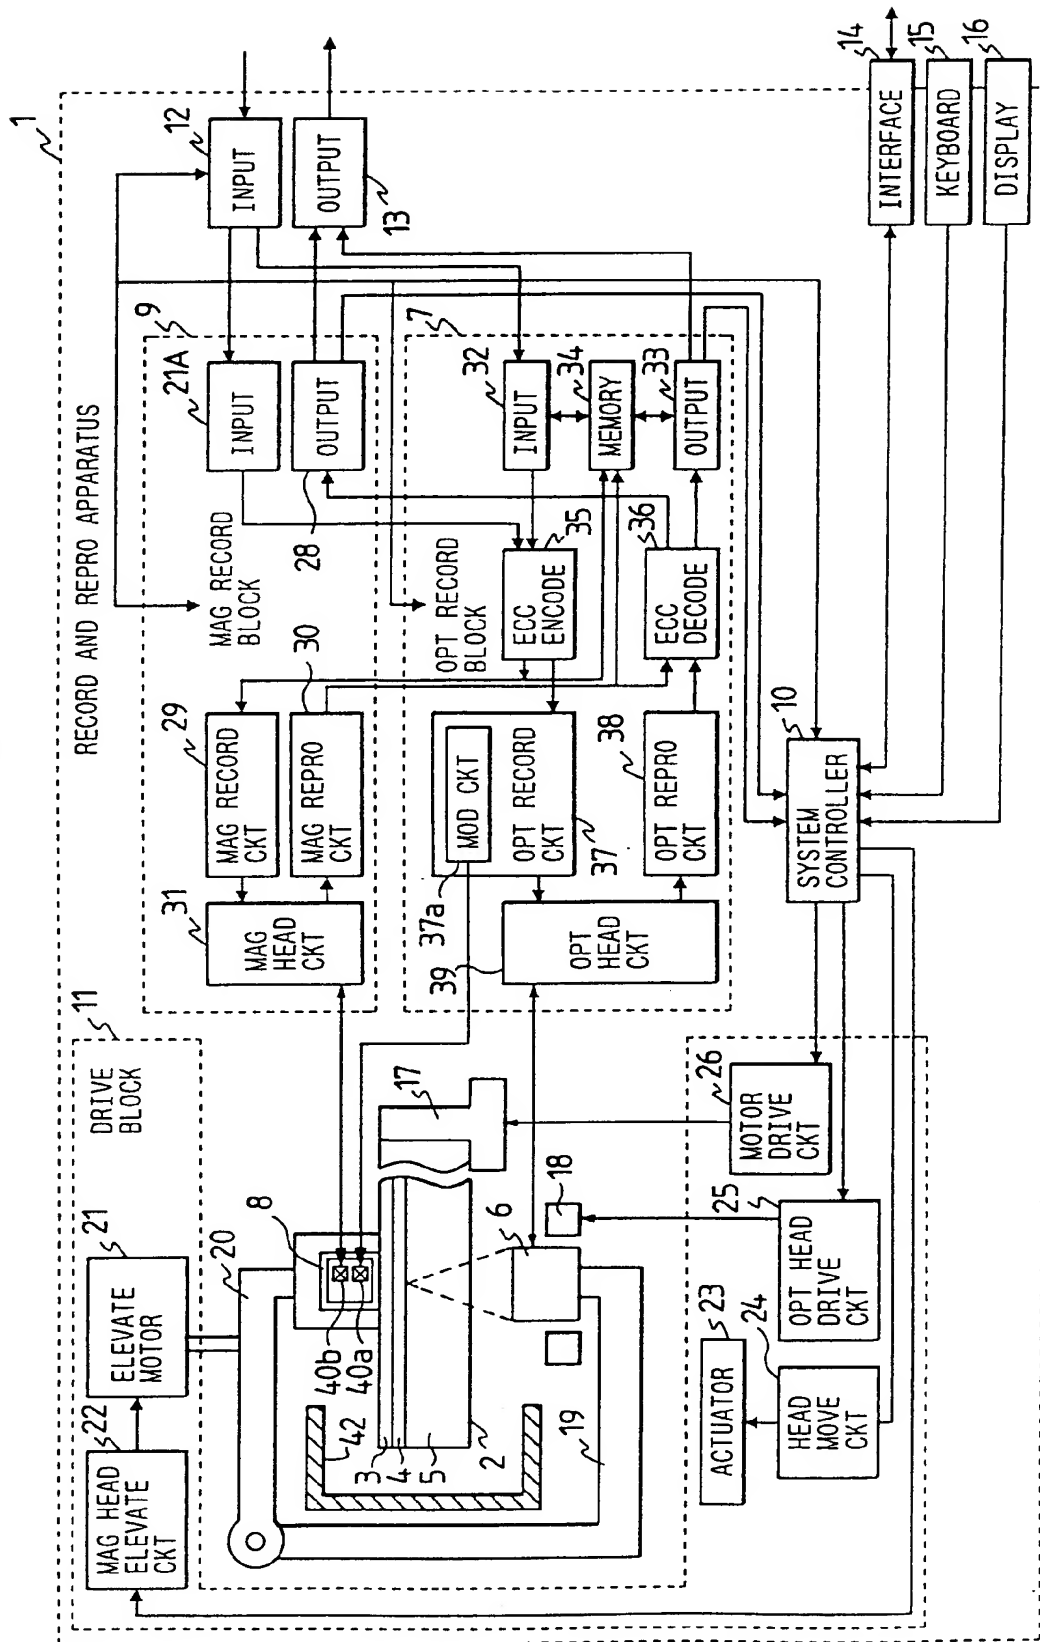 RECORD AND REPRO APPARATUS
1
DRIVE
BLOCK
11
22
MAG HEAD
ELEVATE
CKT
21
ELEVATE
MOTOR
20
8
40b
40a
42
3
4
5
2
17
6
18
19
23
ACTUATOR
24
HEAD
MOVE
CKT
25
OPT HEAD
DRIVE
CKT
26
MOTOR
DRIVE
CKT
9
MAG RECORD
BLOCK
31
MAG
HEAD
CKT
29
MAG RECORD
CKT
30
MAG REPRO
CKT
21A
INPUT
28
OUTPUT
12
INPUT
13
OUTPUT
7
OPT RECORD
BLOCK
39
OPT
HEAD
CKT
37a
MOD CKT
OPT RECORD
CKT
37
38
OPT REPRO
CKT
35
ECC
ENCODE
36
ECC
DECODE
32
INPUT
34
MEMORY
33
OUTPUT
10
SYSTEM
CONTROLLER
14
INTERFACE
15
KEYBOARD
16
DISPLAY